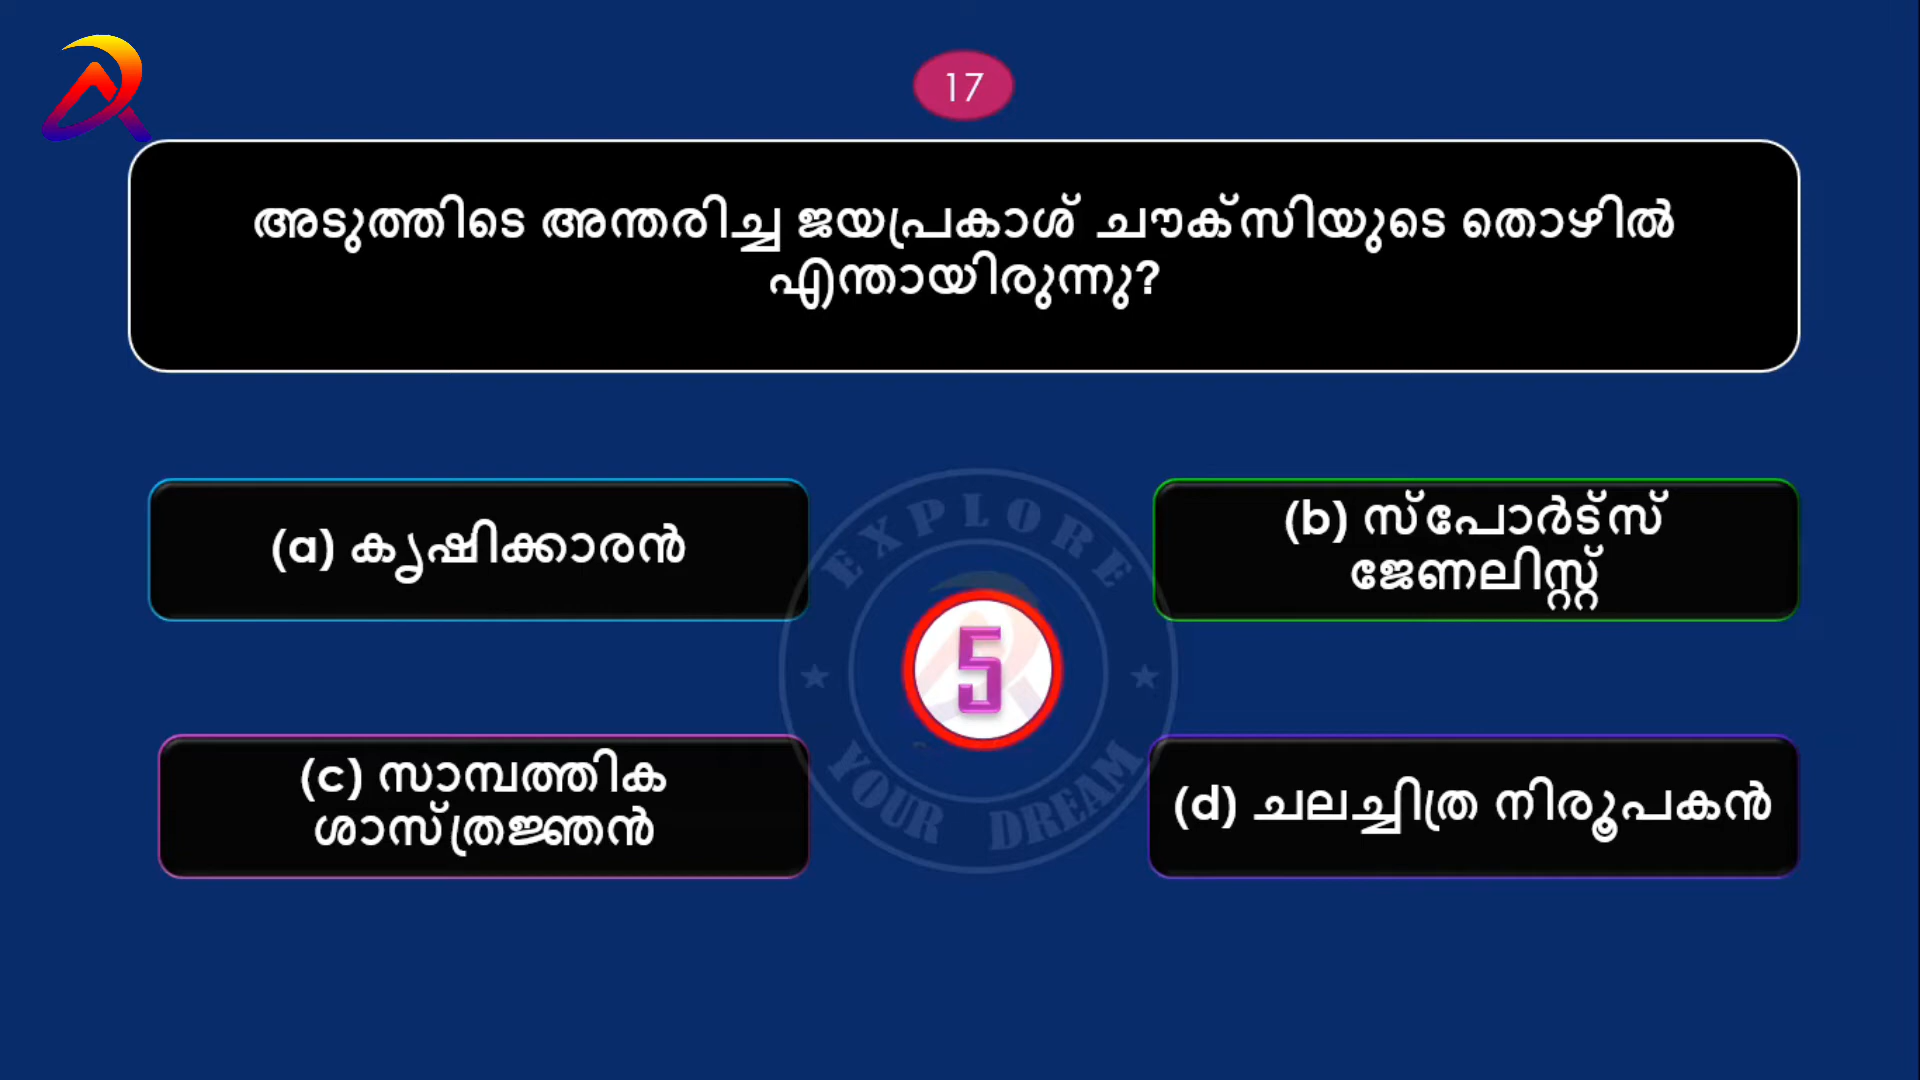 17
അടുത്തിടെ അന്തരിച്ച ജയപ്രകാശ് ചൗക്‌സിയുടെ തൊഴിൽ
എന്തായിരുന്നു?
(a) കൃഷിക്കാരൻ
(b) സ്പോർട്സ്
ജേണലിസ്റ്റ്
EXPLORE
5
YOUR DREAM
(c) സാമ്പത്തിക
ശാസ്ത്രജ്ഞൻ
(d) ചലച്ചിത്ര നിരൂപകൻ